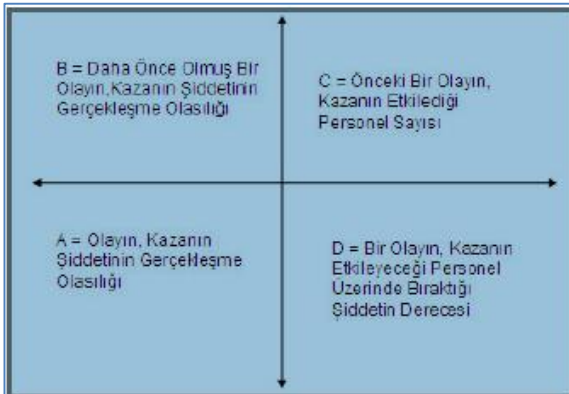 B = Daha Önce Olmuş Bir
Olayın,Kazanın Şiddetinin
Gerçekleşme Olasılığı
C = Önceki Bir Olayın,
Kazanın Etkilediği
Personel Sayısı
A = Olayın, Kazanın
Şiddetinin Gerçekleşme
Olasılığı
D = Bir Olayın, Kazanın
Etkileyeceği Personel
Üzerinde Bıraktığı
Şiddetin Derecesi